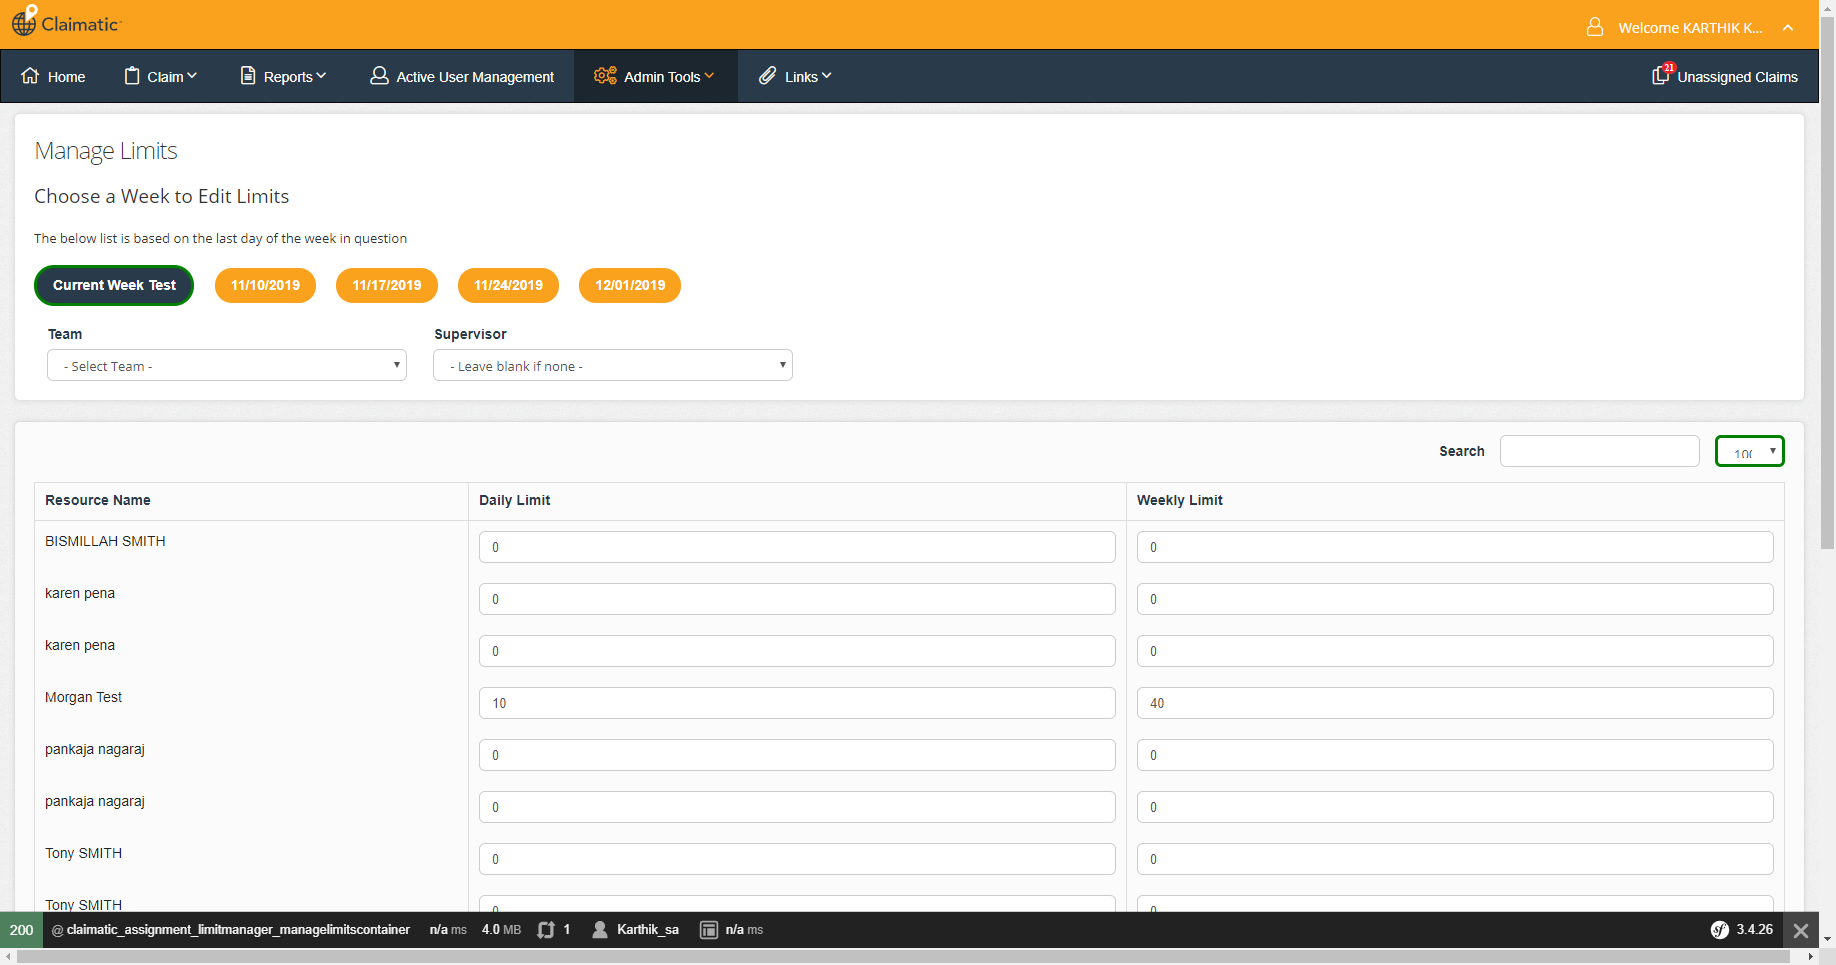 Claimatic
Welcome KARTHIK K...
Home
Claim
Reports
Active User Management
Admin Tools
Links
21
Unassigned Claims
Manage Limits
Choose a Week to Edit Limits
The below list is based on the last day of the week in question
Current Week Test
11/10/2019
11/17/2019
11/24/2019
12/01/2019
Team
Supervisor
- Select Team -
- Leave blank if none -
Search
100
Resource Name
Daily Limit
Weekly Limit
BISMILLAH SMITH
0
0
karen pena
0
0
karen pena
0
0
Morgan Test
10
40
pankaja nagaraj
0
0
pankaja nagaraj
0
0
Tony SMITH
0
0
Tony SMITH
0
0
200
@ claimatic_assignment_limitmanager_managelimitscontainer
n/a ms
4.0 MB
1
Karthik_sa
n/a ms
sf
3.4.26